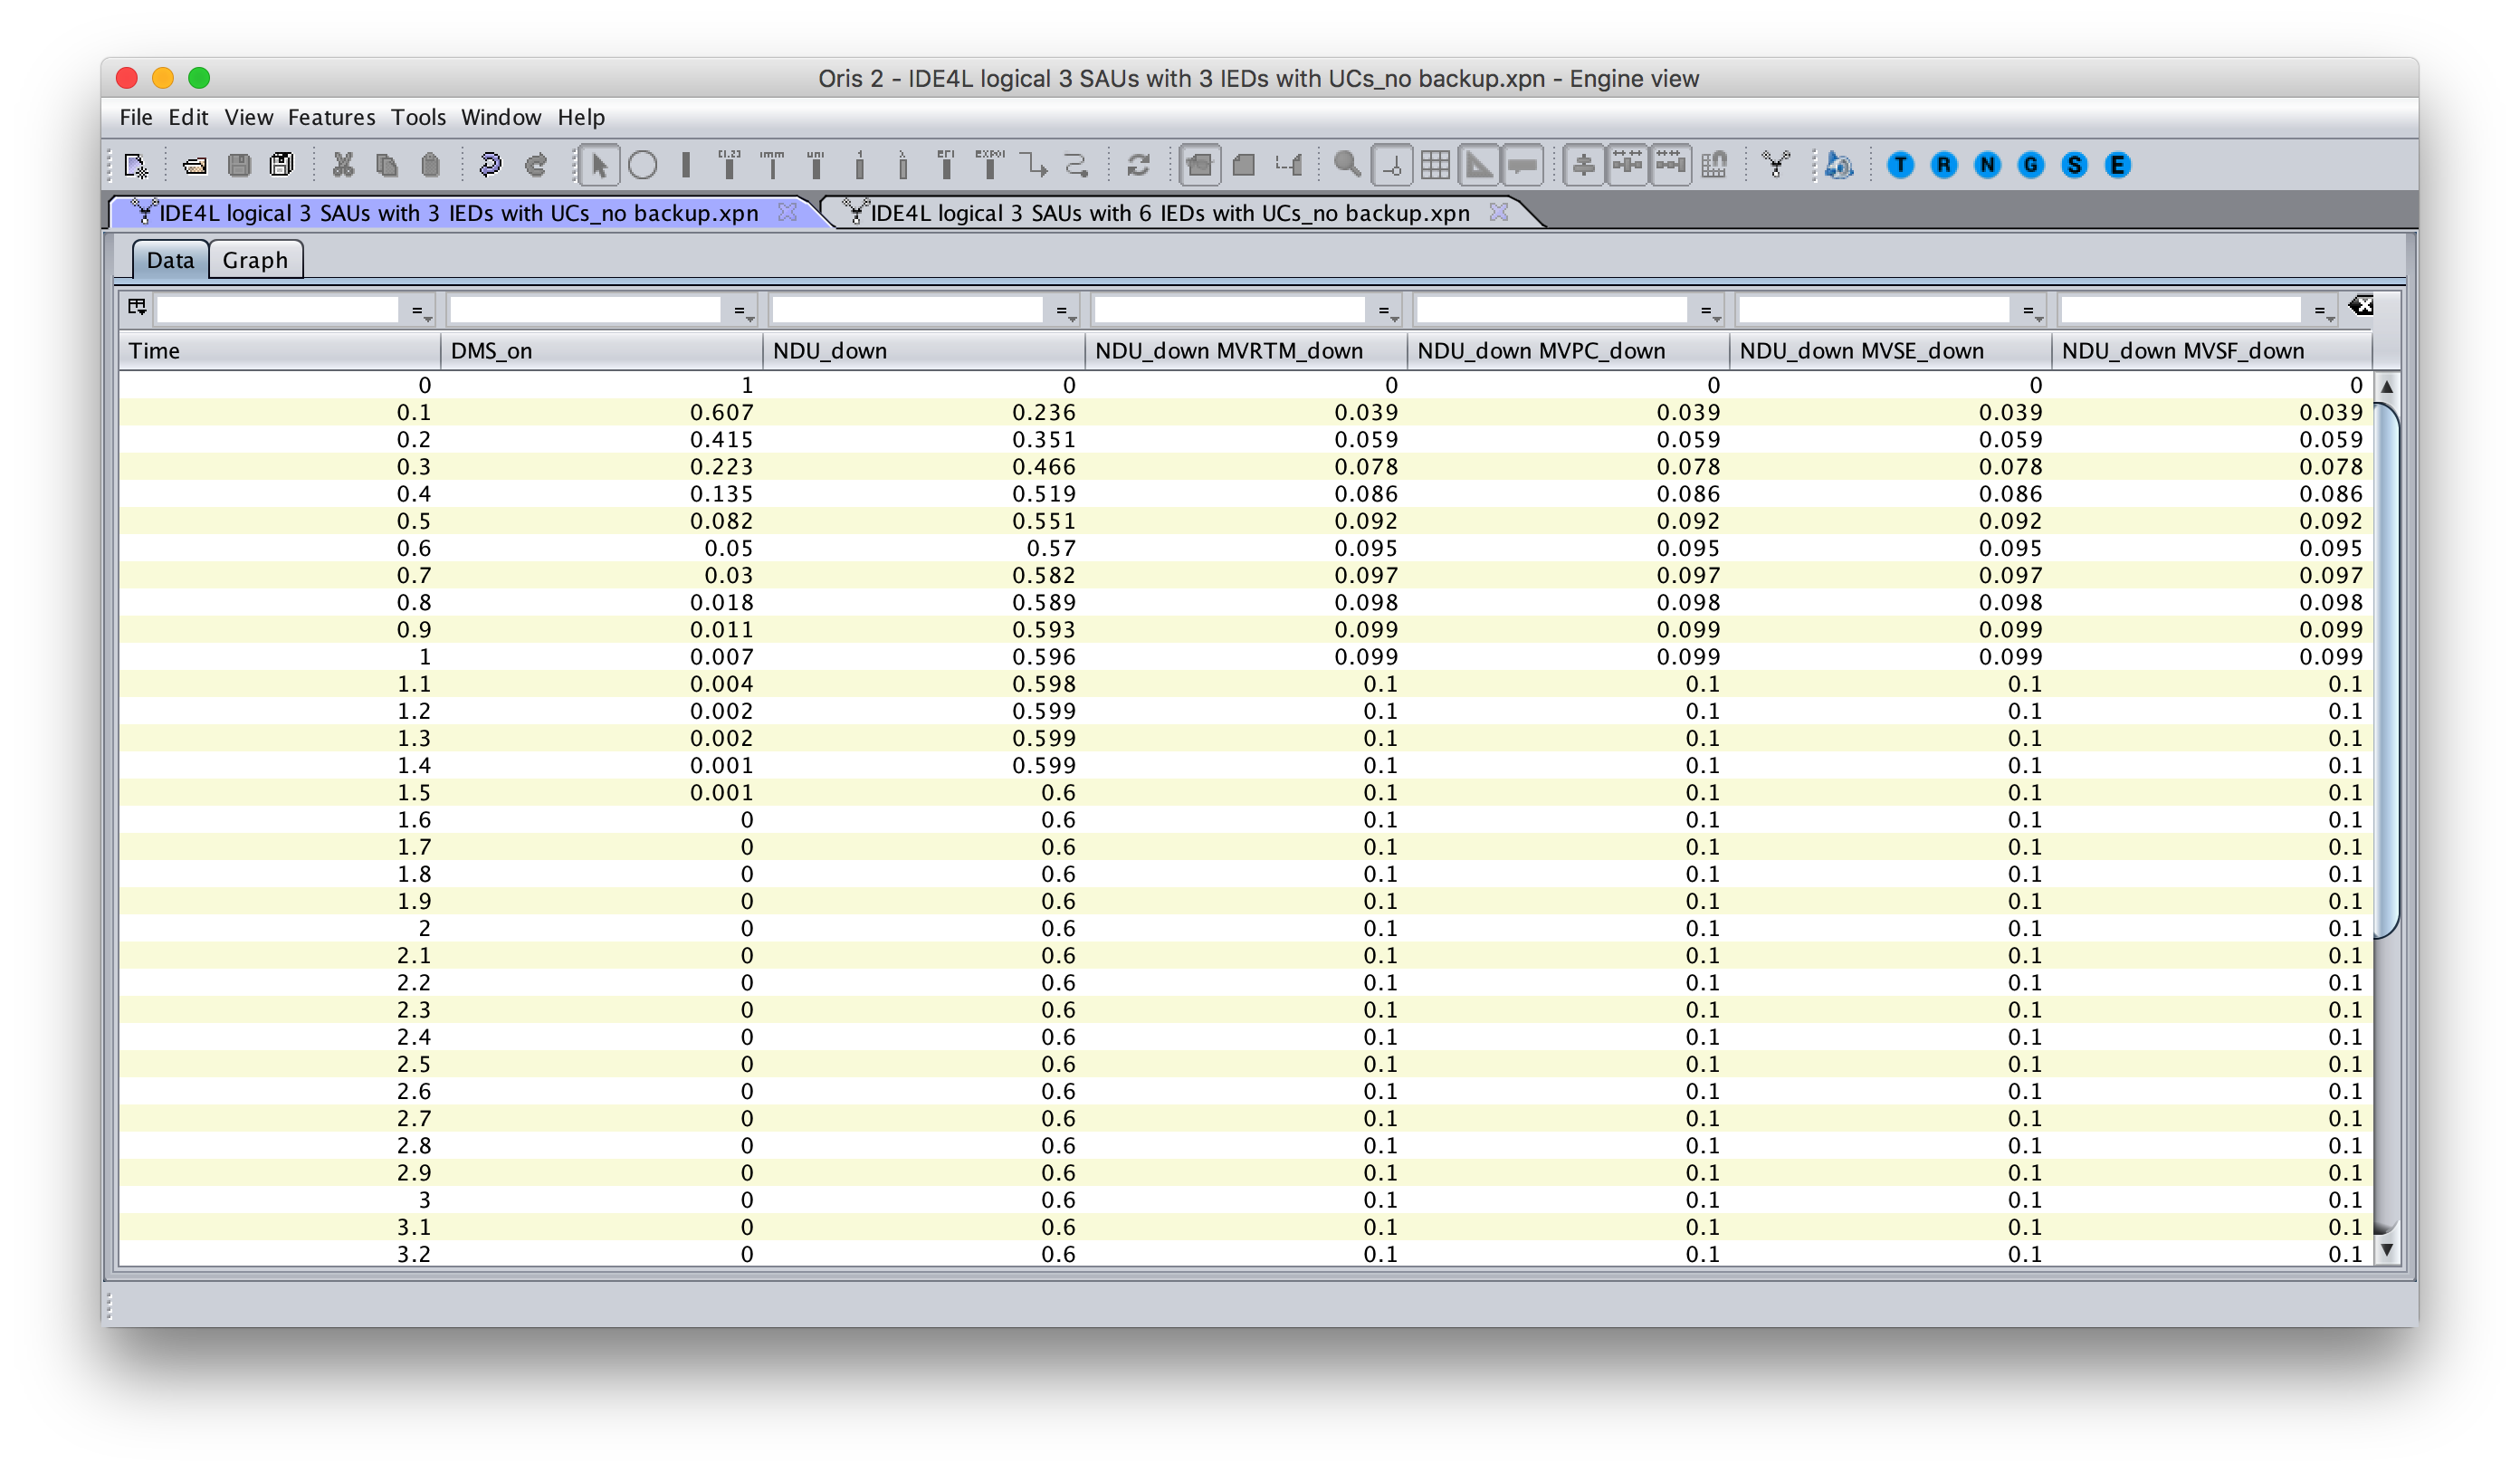 Oris 2 - IDE4L logical 3 SAUs with 3 IEDs with UCs_no backup.xpn - Engine view
File Edit View Features Tools Window Help
T R N G S E
IDE4L logical 3 SAUs with 3 IEDs with UCs_no backup.xpn IDE4L logical 3 SAUs with 6 IEDs with UCs_no backup.xpn
Data Graph
= = = = = = =
Time DMS_on NDU_down NDU_down MVRTM_down NDU_down MVPC_down NDU_down MVSE_down NDU_down MVSF_down
0 1 0 0 0 0 0
0.1 0.607 0.236 0.039 0.039 0.039 0.039
0.2 0.415 0.351 0.059 0.059 0.059 0.059
0.3 0.223 0.466 0.078 0.078 0.078 0.078
0.4 0.135 0.519 0.086 0.086 0.086 0.086
0.5 0.082 0.551 0.092 0.092 0.092 0.092
0.6 0.05 0.57 0.095 0.095 0.095 0.095
0.7 0.03 0.582 0.097 0.097 0.097 0.097
0.8 0.018 0.589 0.098 0.098 0.098 0.098
0.9 0.011 0.593 0.099 0.099 0.099 0.099
1 0.007 0.596 0.099 0.099 0.099 0.099
1.1 0.004 0.598 0.1 0.1 0.1 0.1
1.2 0.002 0.599 0.1 0.1 0.1 0.1
1.3 0.002 0.599 0.1 0.1 0.1 0.1
1.4 0.001 0.599 0.1 0.1 0.1 0.1
1.5 0.001 0.6 0.1 0.1 0.1 0.1
1.6 0 0.6 0.1 0.1 0.1 0.1
1.7 0 0.6 0.1 0.1 0.1 0.1
1.8 0 0.6 0.1 0.1 0.1 0.1
1.9 0 0.6 0.1 0.1 0.1 0.1
2 0 0.6 0.1 0.1 0.1 0.1
2.1 0 0.6 0.1 0.1 0.1 0.1
2.2 0 0.6 0.1 0.1 0.1 0.1
2.3 0 0.6 0.1 0.1 0.1 0.1
2.4 0 0.6 0.1 0.1 0.1 0.1
2.5 0 0.6 0.1 0.1 0.1 0.1
2.6 0 0.6 0.1 0.1 0.1 0.1
2.7 0 0.6 0.1 0.1 0.1 0.1
2.8 0 0.6 0.1 0.1 0.1 0.1
2.9 0 0.6 0.1 0.1 0.1 0.1
3 0 0.6 0.1 0.1 0.1 0.1
3.1 0 0.6 0.1 0.1 0.1 0.1
3.2 0 0.6 0.1 0.1 0.1 0.1